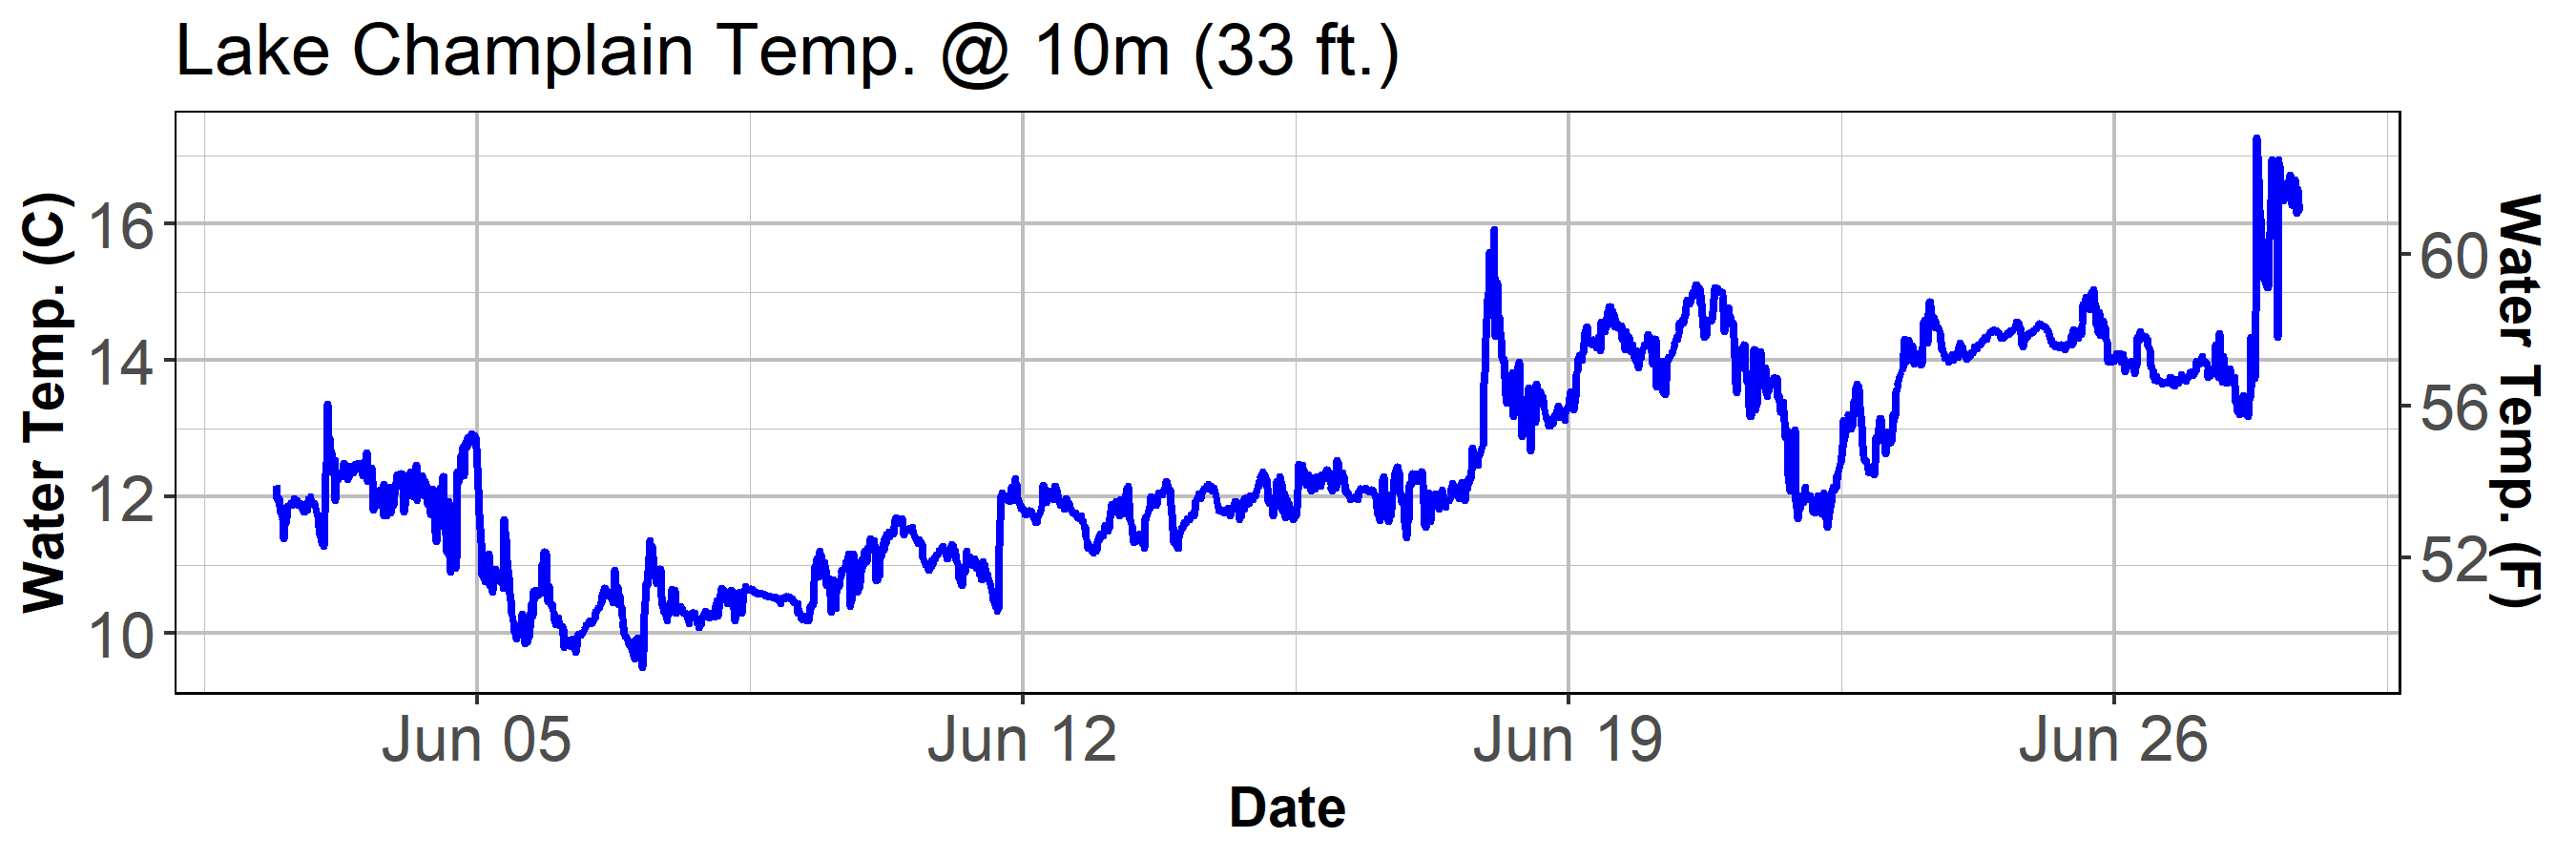 Lake Champlain Temp. @ 10m (33 ft.)
Water Temp. (C)
16
14
12
10
60
56
52
Water Temp. (F)
Jun 05 Jun 12 Jun 19 Jun 26
Date